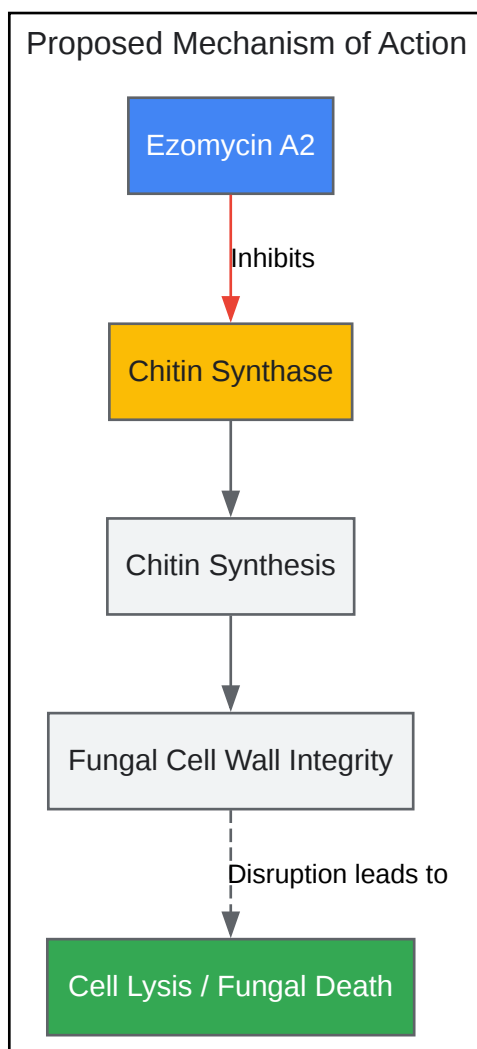 Proposed Mechanism of Action
Ezomycin A2
Inhibits
Chitin Synthase
Chitin Synthesis
Fungal Cell Wall Integrity
Disruption leads to
Cell Lysis / Fungal Death